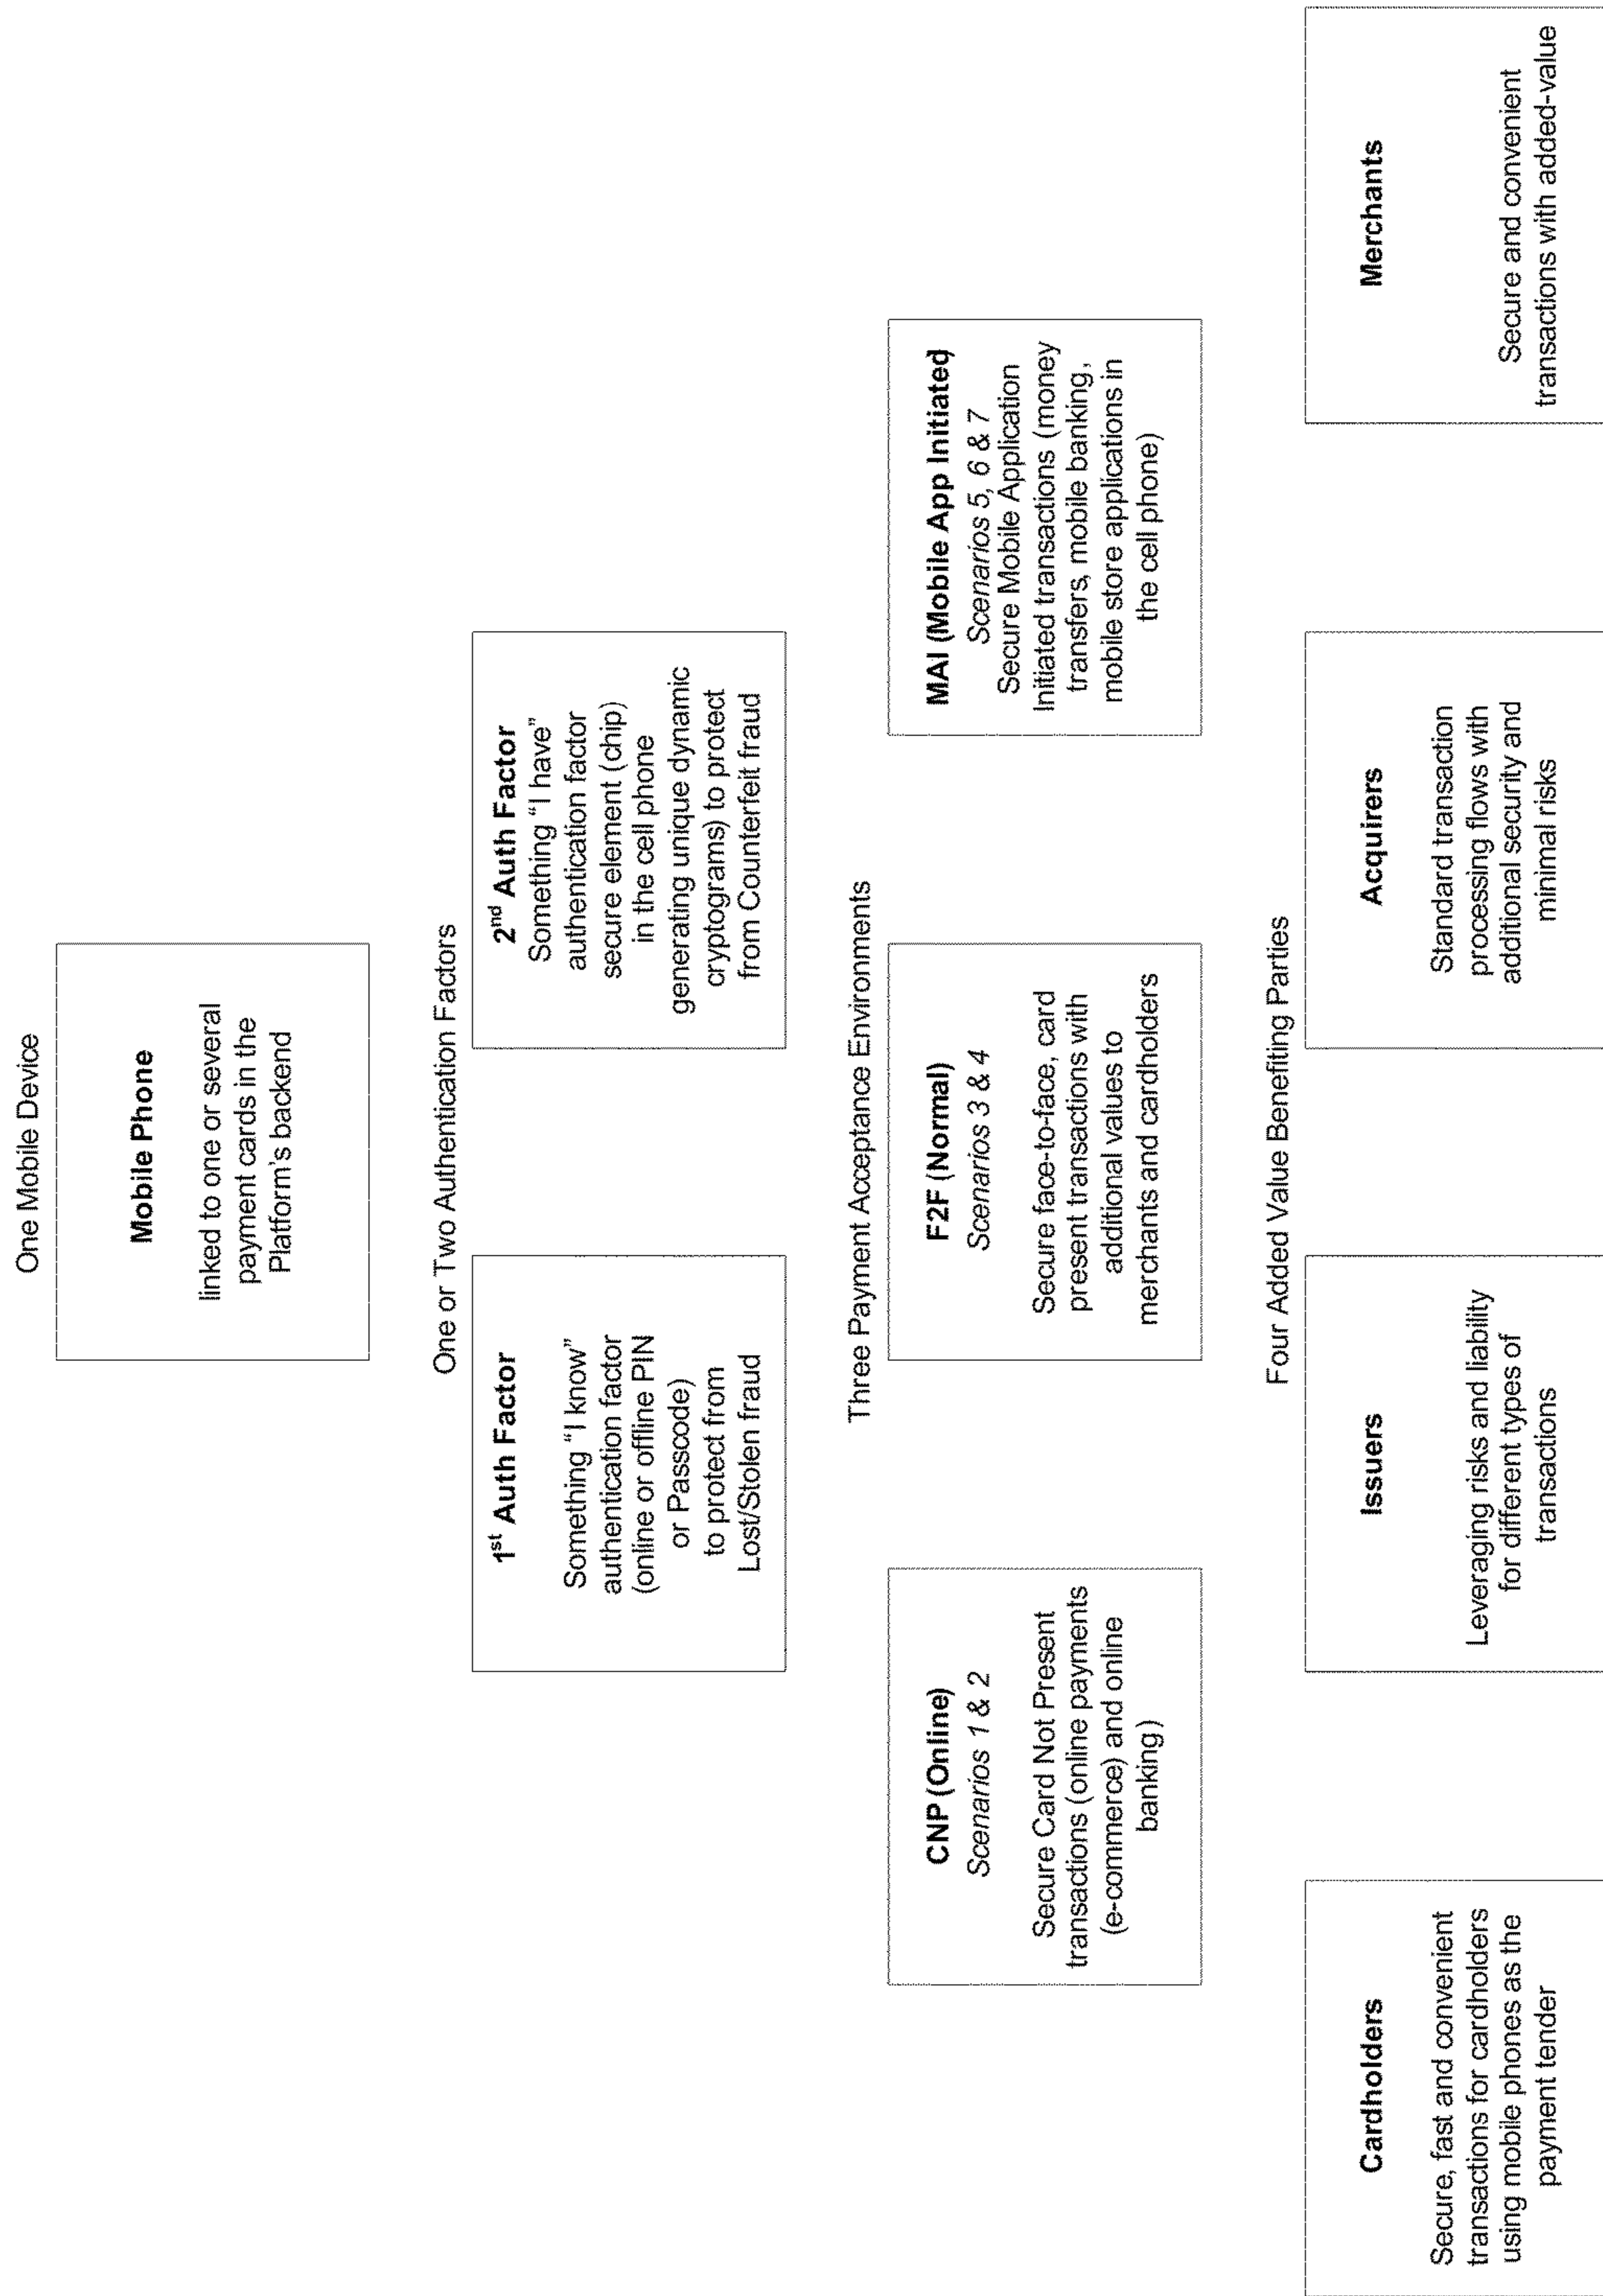 One Mobile Device
Mobile Phone
linked to one or several
payment cards in the
Platform's backend
One or Two Authentication Factors
1st Auth Factor
Something "I know"
authentication factor
(online or offline PIN
or Passcode)
to protect from
Lost/Stolen fraud
2nd Auth Factor
Something "I have"
authentication factor
secure element (chip)
in the cell phone
generating unique dynamic
cryptograms) to protect
from Counterfeit fraud
Three Payment Acceptance Environments
CNP (Online)
Scenarios 1 & 2
Secure Card Not Present
transactions (online payments
(e-commerce) and online
banking)
F2F (Normal)
Scenarios 3 & 4
Secure face-to-face, card
present transactions with
additional values to
merchants and cardholders
MAI (Mobile App Initiated)
Scenarios 5, 6 & 7
Secure Mobile Application
Initiated transactions (money
transfers, mobile banking,
mobile store applications in
the cell phone)
Four Added Value Benefiting Parties
Cardholders
Secure, fast and convenient
transactions for cardholders
using mobile phones as the
payment tender
Issuers
Leveraging risks and liability
for different types of
transactions
Acquirers
Standard transaction
processing flows with
additional security and
minimal risks
Merchants
Secure and convenient
transactions with added-value